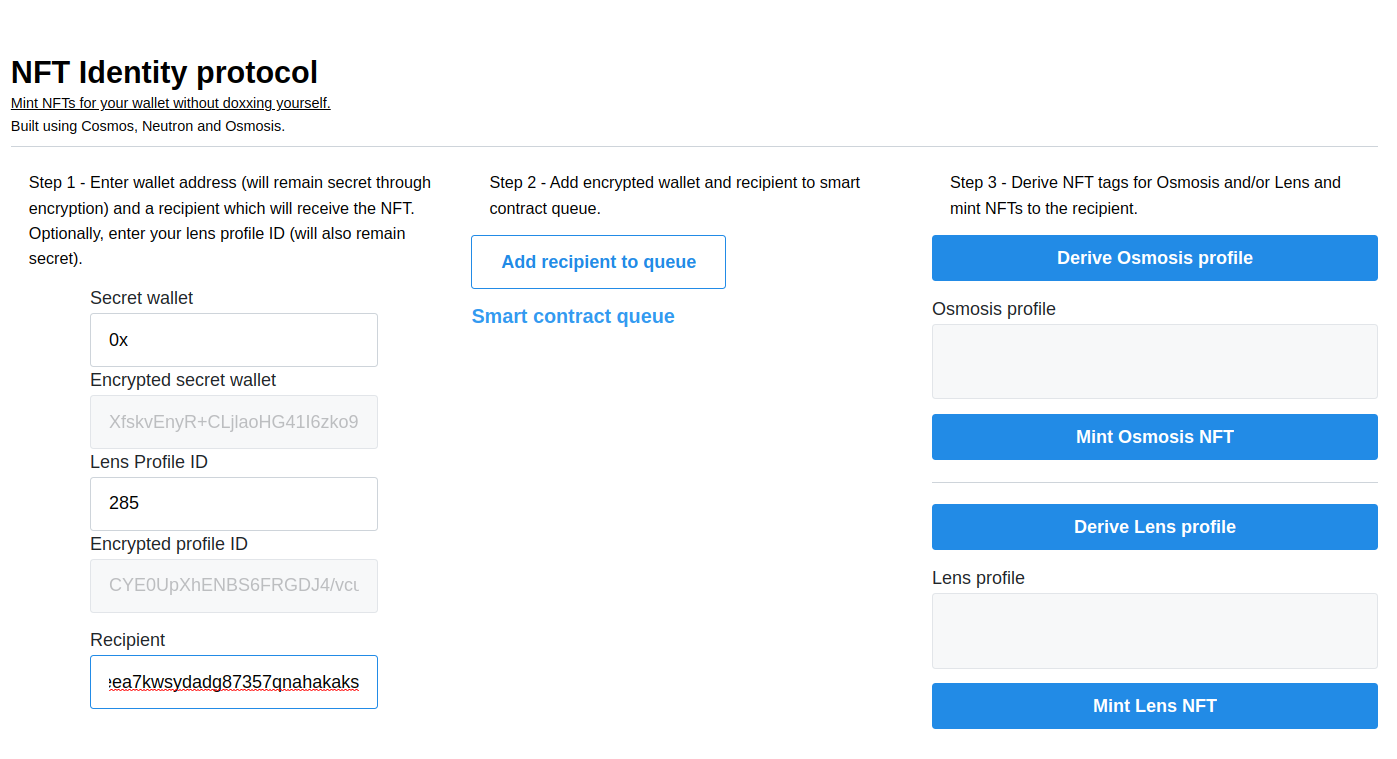 NFT Identity protocol
Mint NFTs for your wallet without doxxing yourself.
Built using Cosmos, Neutron and Osmosis.
Step 1 - Enter wallet address (will remain secret through
encryption) and a recipient which will receive the NFT.
Optionally, enter your lens profile ID (will also remain
secret).
Secret wallet
0x
Encrypted secret wallet
Lens Profile ID
285
Encrypted profile ID
Recipient
Step 2 - Add encrypted wallet and recipient to smart
contract queue.
Add recipient to queue
Smart contract queue
Step 3 - Derive NFT tags for Osmosis and/or Lens and
mint NFTs to the recipient.
Derive Osmosis profile
Osmosis profile
Mint Osmosis NFT
Derive Lens profile
Lens profile
Mint Lens NFT